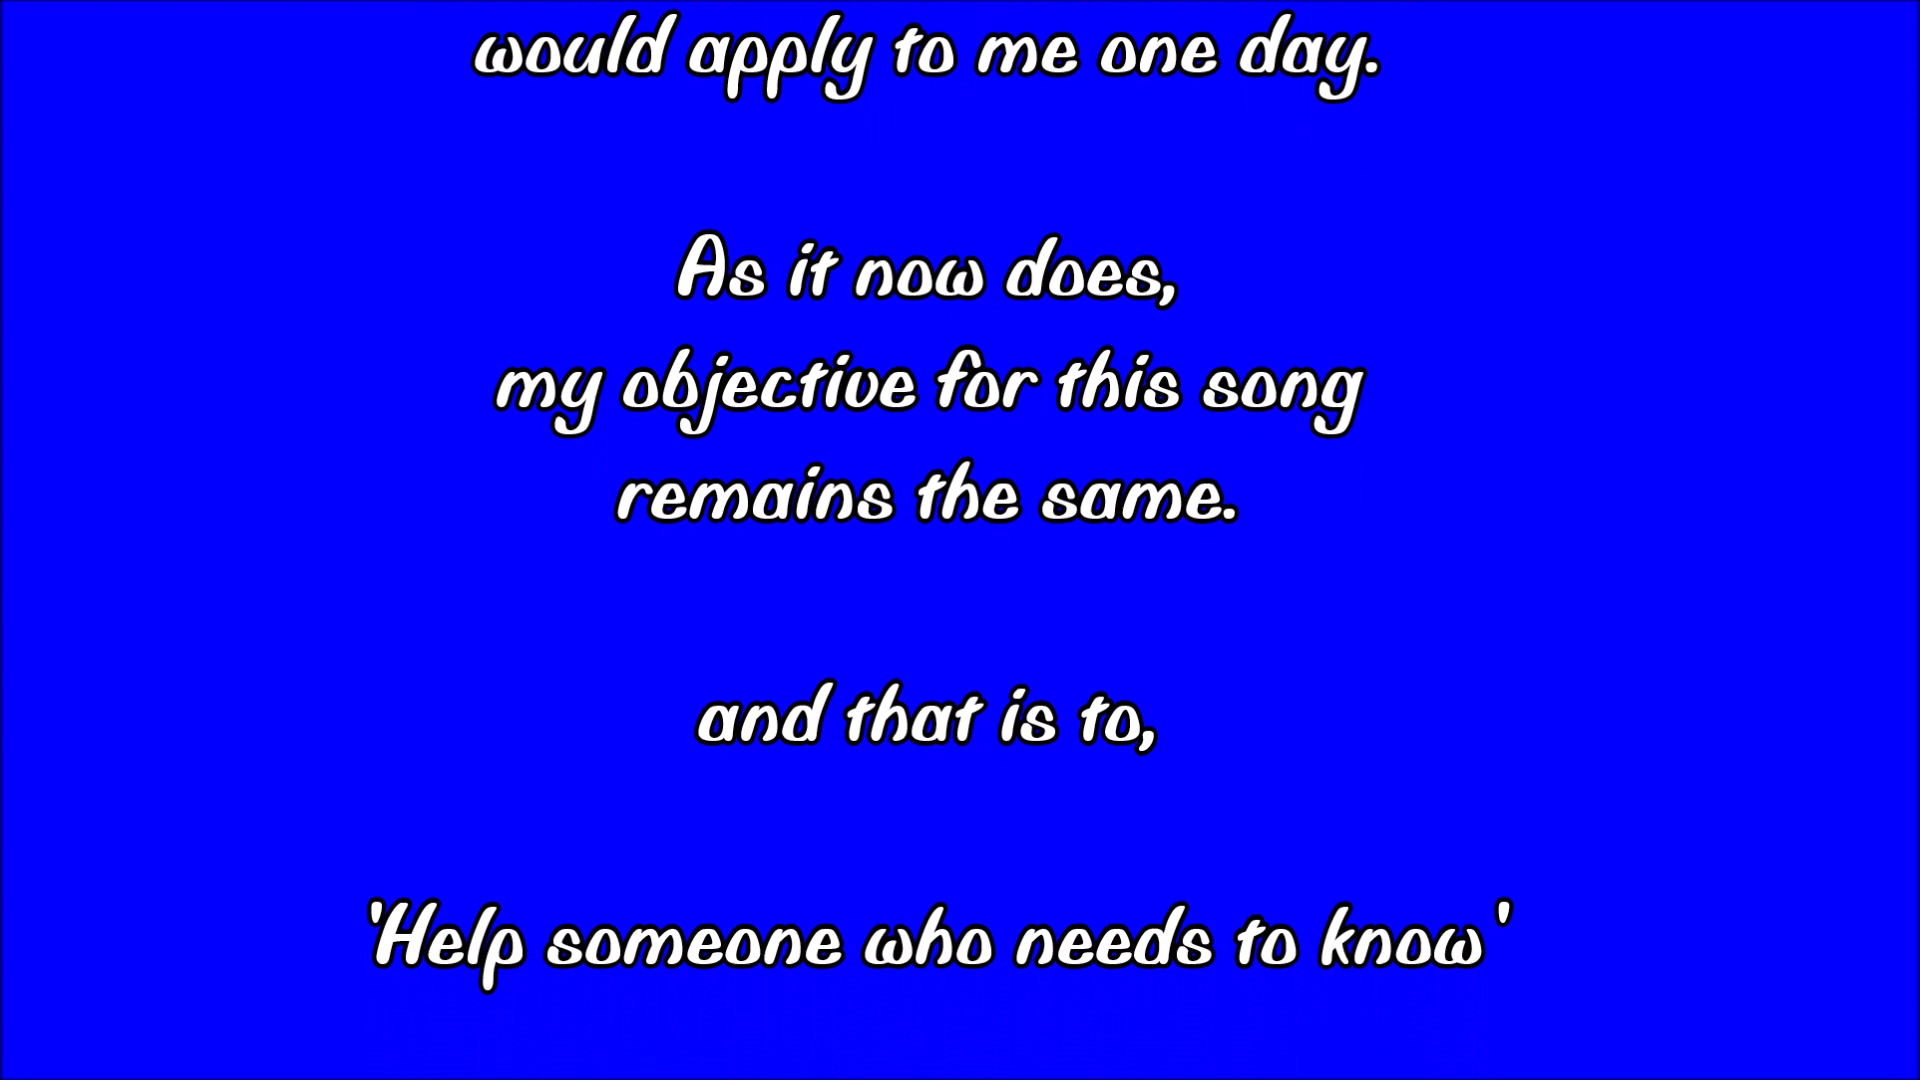 would apply to me one day.
As it now does,
my objective for this song
remains the same.
and that is to,
'Help someone who needs to know'